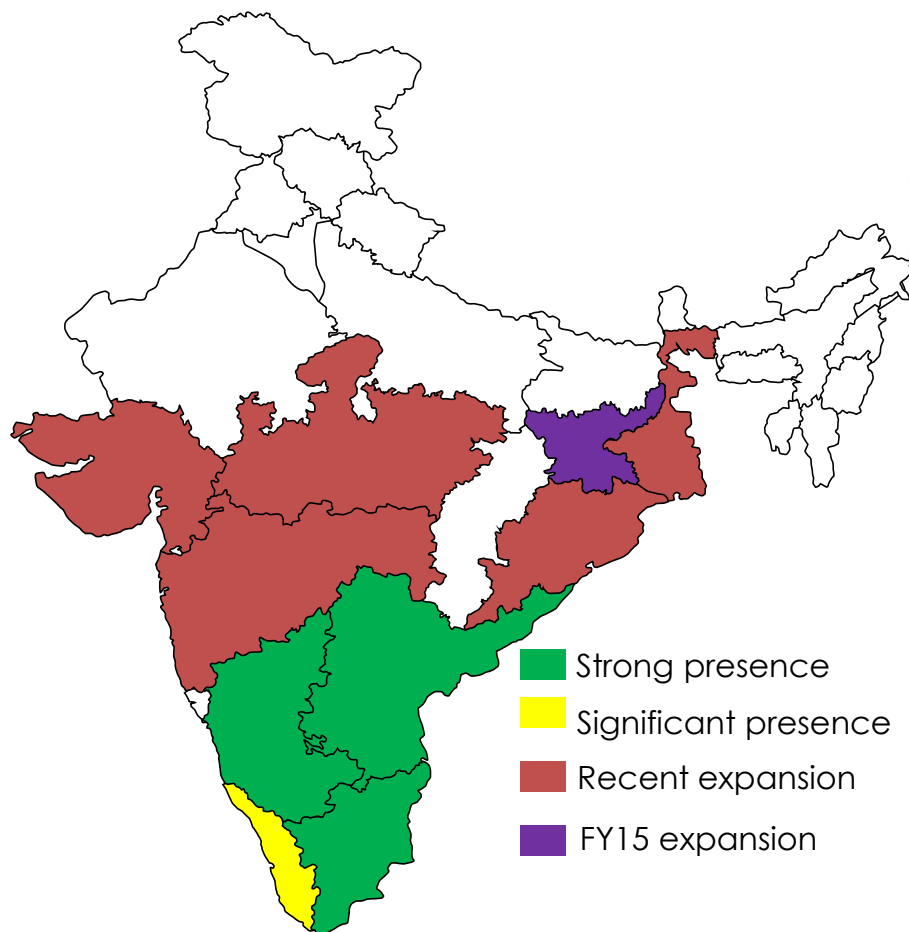 Strong presence
Significant presence
Recent expansion
FY15 expansion